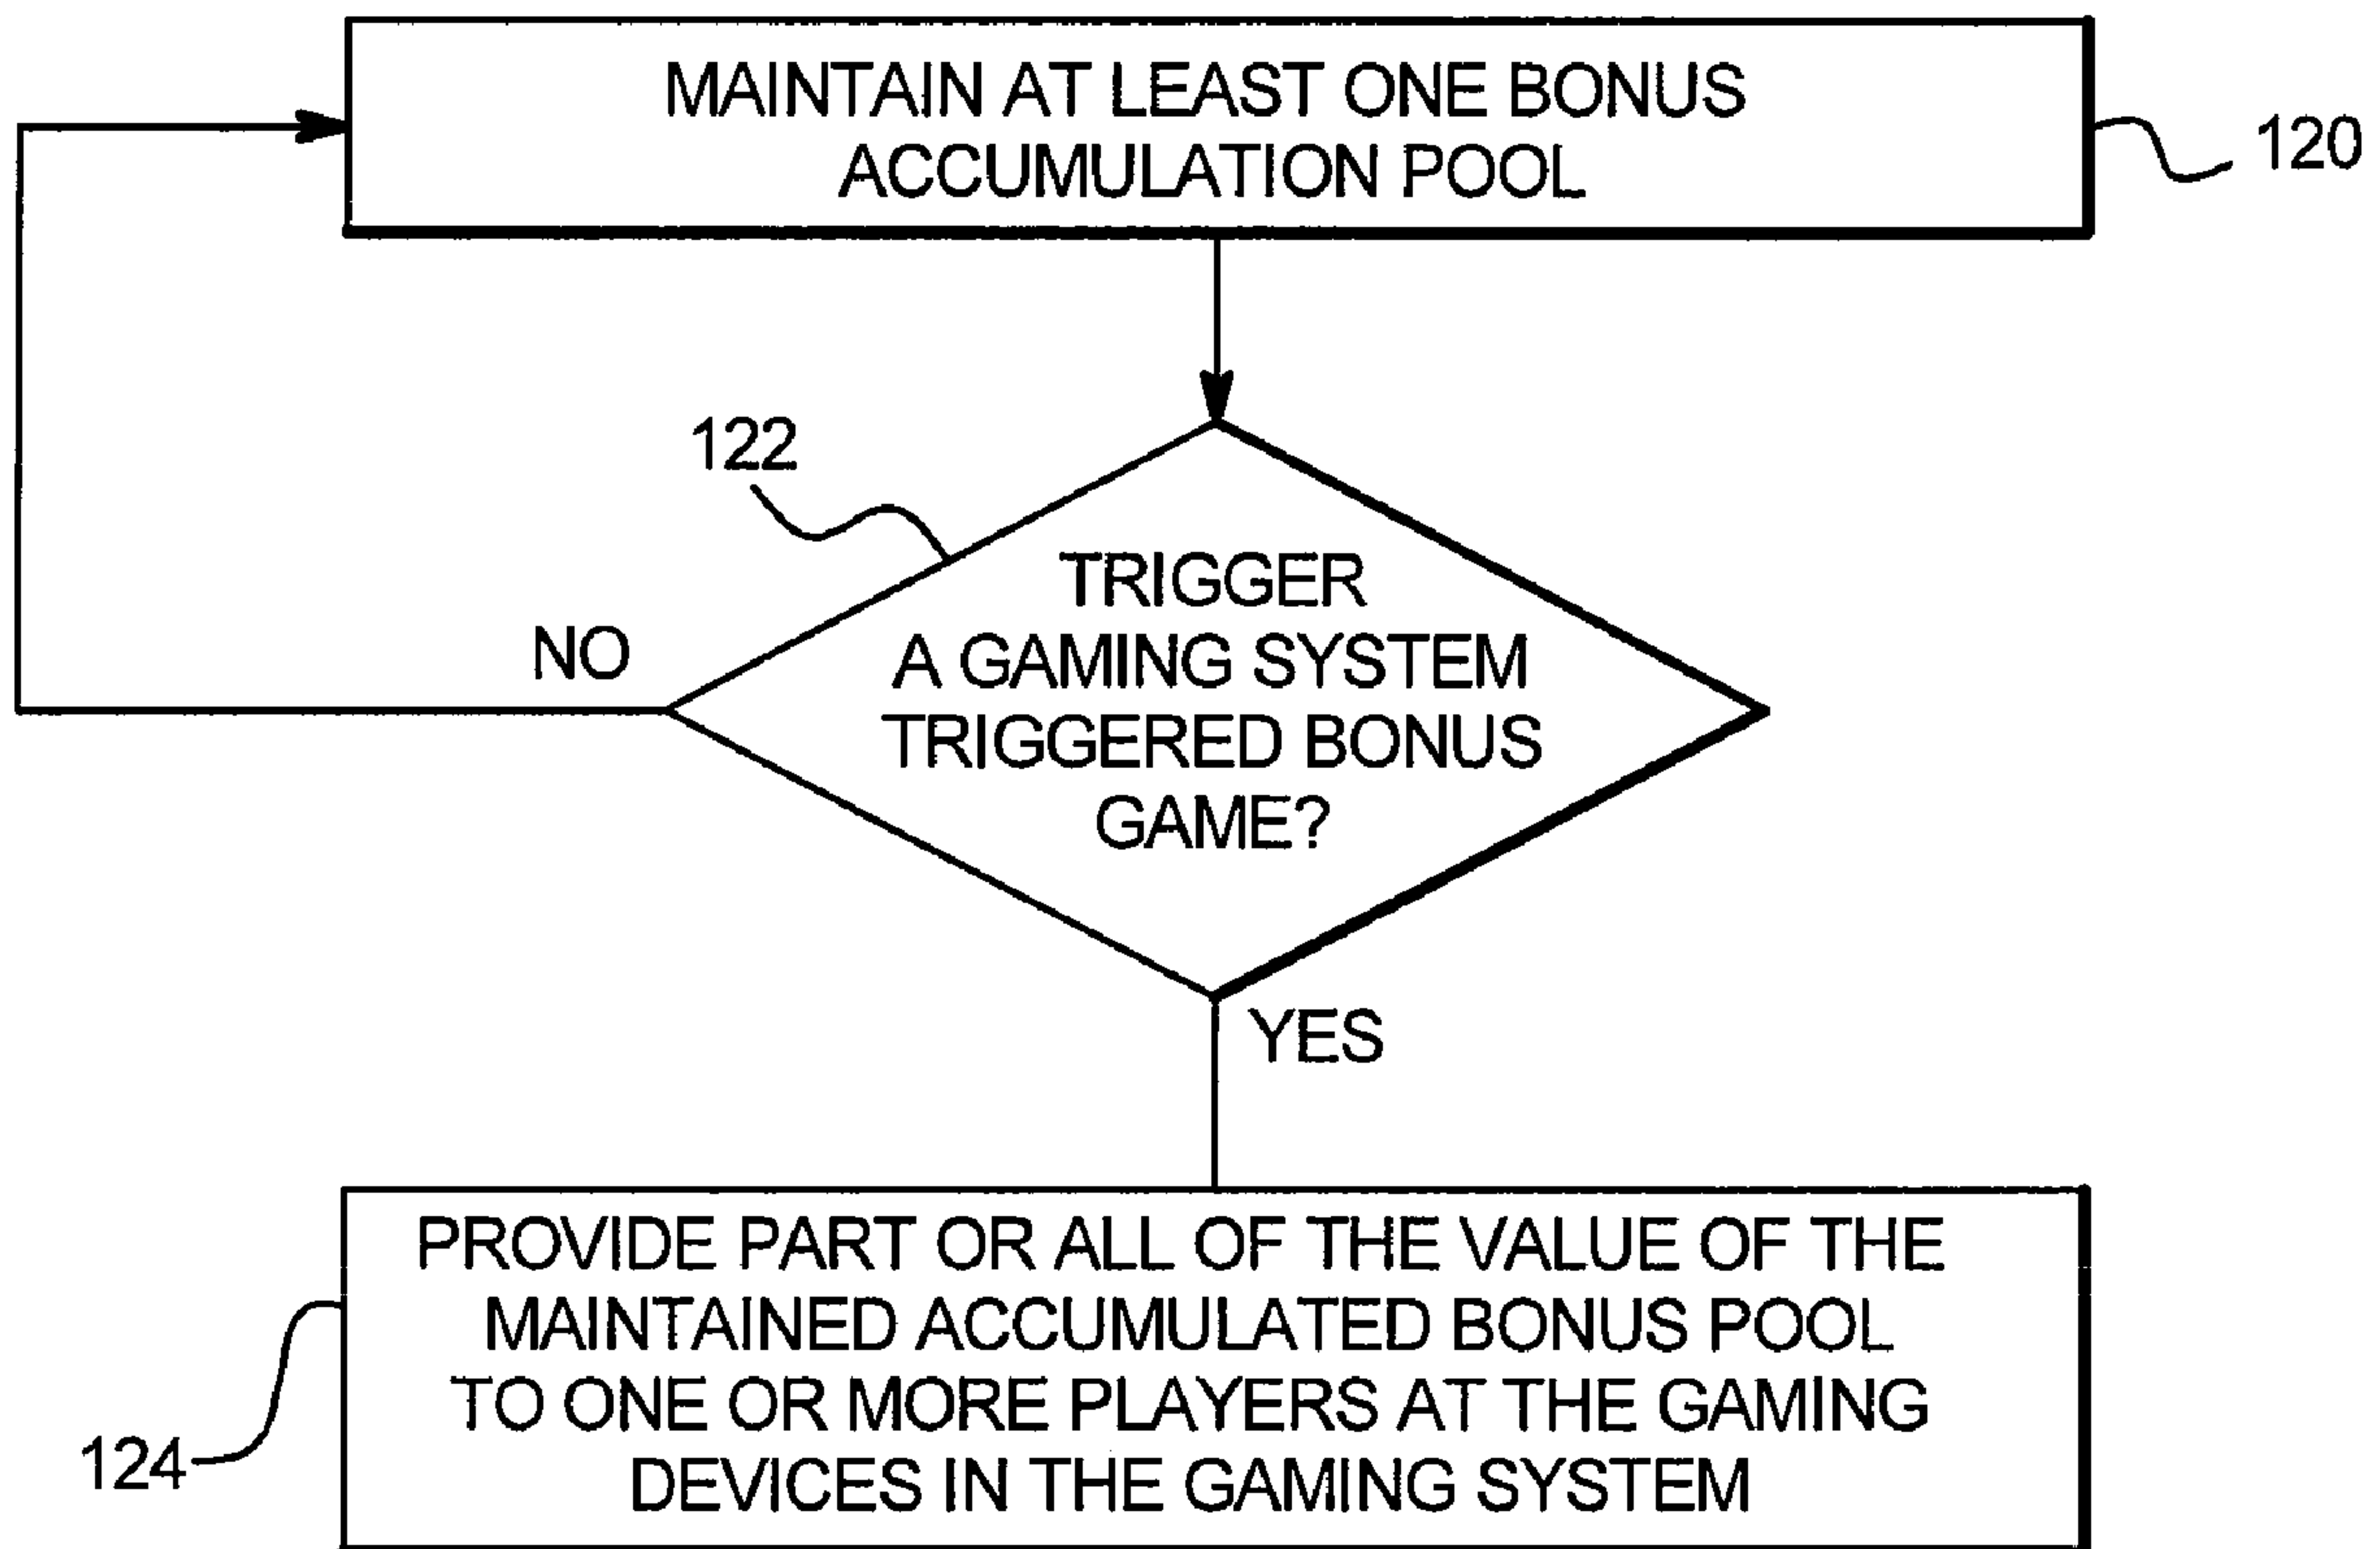 MAINTAIN AT LEAST ONE BONUS
ACCUMULATION POOL
120
122
TRIGGER
A GAMING SYSTEM
TRIGGERED BONUS
GAME?
NO
YES
PROVIDE PART OR ALL OF THE VALUE OF THE
MAINTAINED ACCUMULATED BONUS POOL
TO ONE OR MORE PLAYERS AT THE GAMING
DEVICES IN THE GAMING SYSTEM
124